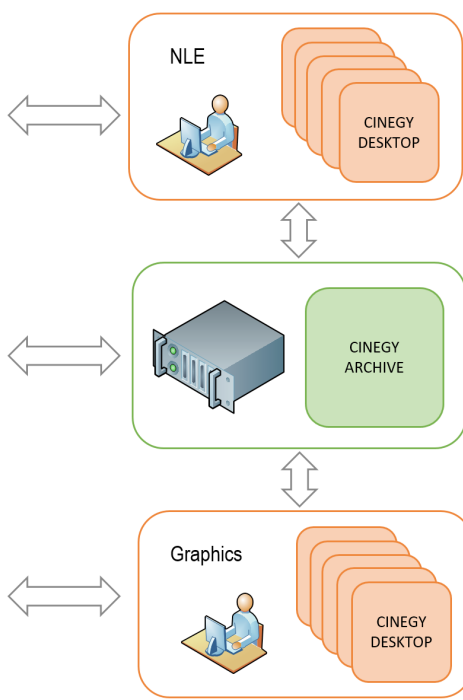 NLE
CINEGY
DESKTOP
CINEGY
ARCHIVE
Graphics
CINEGY
DESKTOP